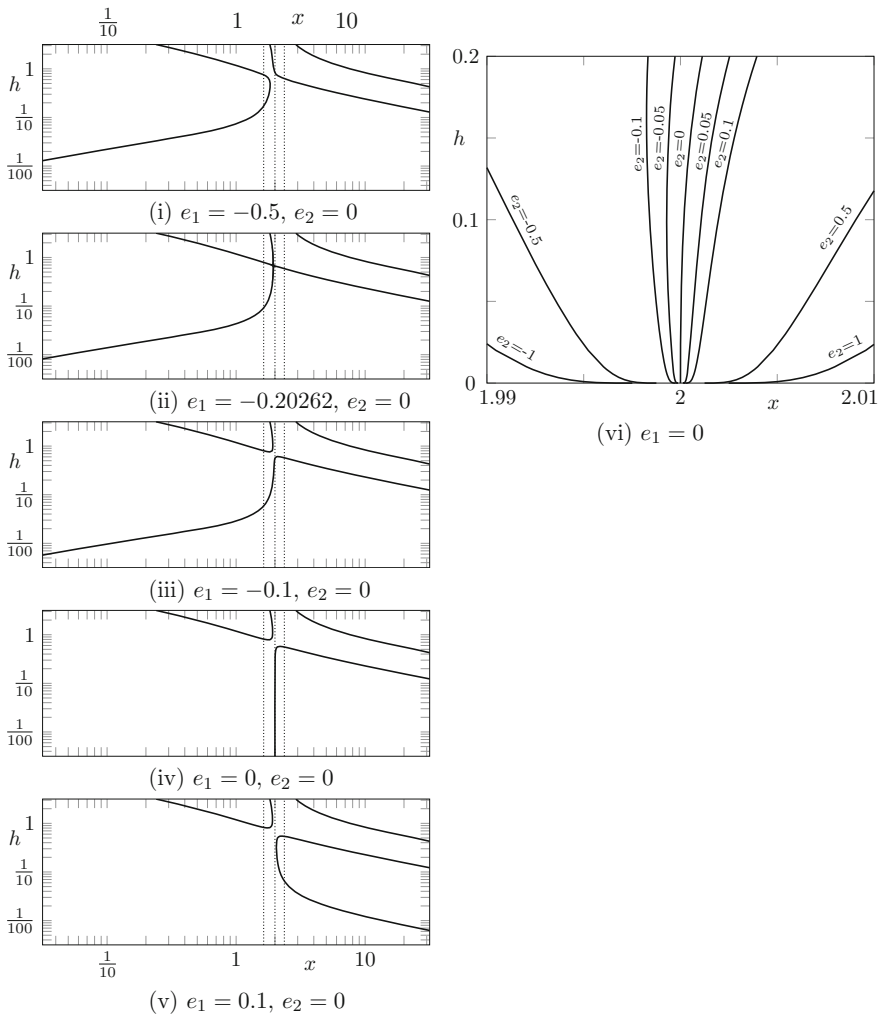 1/10 1 x 10
h 1 1/10 1/100
(i) e₁ = −0.5, e₂ = 0
h 1 1/10 1/100
(ii) e₁ = −0.20262, e₂ = 0
h 1 1/10 1/100
(iii) e₁ = −0.1, e₂ = 0
h 1 1/10 1/100
(iv) e₁ = 0, e₂ = 0
h 1 1/10 1/100
1/10 1 x 10
(v) e₁ = 0.1, e₂ = 0
0.2
h
0.1
0
e₂=-1
e₂=-0.5
e₂=-0.1
e₂=-0.05
e₂=0
e₂=0.05
e₂=0.1
e₂=0.5
e₂=1
1.99 2 x 2.01
(vi) e₁ = 0